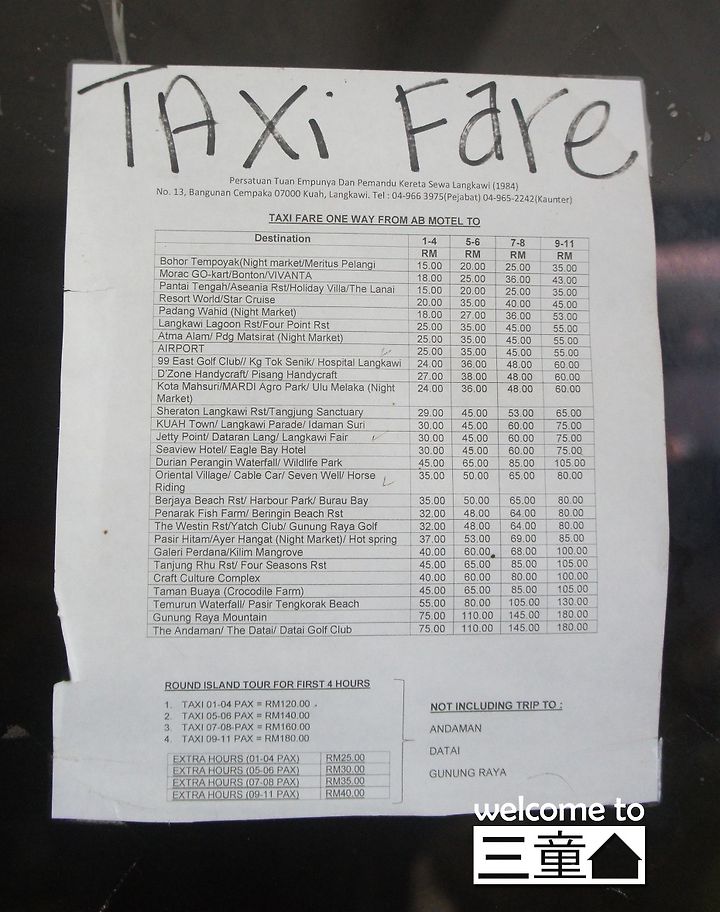 TAXi Fare
Persatuan Tuan Empunya Dan Pemandu Kereta Sewa Langkawi (1984)
No. 13, Bangunan Cempaka 07000 Kuah, Langkawi. Tel : 04-966 3975(Pejabat) 04-965-2242(Kaunter)
TAXI FARE ONE WAY FROM AB MOTEL TO
Destination 1-4 5-6 7-8 9-11
RM RM RM RM
Bohor Tempoyak(Night market/Meritus Pelangi 15.00 20.00 25.00 35.00
Morac GO-kart/Bonton/VIVANTA 18.00 25.00 36.00 43.00
Pantai Tengah/Aseania Rst/Holiday Villa/The Lanai 15.00 20.00 25.00 35.00
Resort World/Star Cruise 20.00 35.00 40.00 45.00
Padang Wahid (Night Market) 18.00 27.00 36.00 53.00
Langkawi Lagoon Rst/Four Point Rst 25.00 35.00 45.00 55.00
Atma Alam/ Pdg Matsirat (Night Market) 25.00 35.00 45.00 55.00
AIRPORT 25.00 35.00 45.00 55.00
99 East Golf Club// Kg Tok Senik/ Hospital Langkawi 24.00 36.00 48.00 60.00
D'Zone Handycraft/ Pisang Handycraft 27.00 38.00 48.00 60.00
Kota Mahsuri/MARDI Agro Park/ Ulu Melaka (Night 24.00 36.00 48.00 60.00
Market)
Sheraton Langkawi Rst/Tangjung Sanctuary 29.00 45.00 53.00 65.00
KUAH Town/ Langkawi Parade/ Idaman Suri 30.00 45.00 60.00 75.00
Jetty Point/ Dataran Lang/ Langkawi Fair 30.00 45.00 60.00 75.00
Seaview Hotel/ Eagle Bay Hotel 30.00 45.00 60.00 75.00
Durian Perangin Waterfall/ Wildlife Park 45.00 65.00 85.00 105.00
Oriental Village/ Cable Car/ Seven Well/ Horse 35.00 50.00 65.00 80.00
Riding
Berjaya Beach Rst/ Harbour Park/ Burau Bay 35.00 50.00 65.00 80.00
Penarak Fish Farm/ Beringin Beach Rst 32.00 48.00 64.00 80.00
The Westin Rst/Yatch Club/ Gunung Raya Golf 32.00 48.00 64.00 80.00
Pasir Hitam/Ayer Hangat (Night Market)/ Hot spring 37.00 53.00 69.00 85.00
Galeri Perdana/Kilim Mangrove 40.00 60.00 68.00 100.00
Tanjung Rhu Rst/ Four Seasons Rst 45.00 65.00 85.00 105.00
Craft Culture Complex 40.00 60.00 80.00 100.00
Taman Buaya (Crocodile Farm) 45.00 65.00 85.00 105.00
Temurun Waterfall/ Pasir Tengkorak Beach 55.00 80.00 105.00 130.00
Gunung Raya Mountain 75.00 110.00 145.00 180.00
The Andaman/ The Datai/ Datai Golf Club 75.00 110.00 145.00 180.00
ROUND ISLAND TOUR FOR FIRST 4 HOURS
1. TAXI 01-04 PAX = RM120.00
2. TAXI 05-06 PAX = RM140.00
3. TAXI 07-08-PAX = RM160.00
4. TAXI 09-11 PAX = RM180.00
EXTRA HOURS (01-04 PAX) RM25.00
EXTRA HOURS (05-06 PAX) RM30.00
EXTRA HOURS (07-08 PAX) RM35.00
EXTRA HOURS (09-11 PAX) RM40.00
NOT INCLUDING TRIP TO :
ANDAMAN
DATAI
GUNUNG RAYA
welcome to
三童